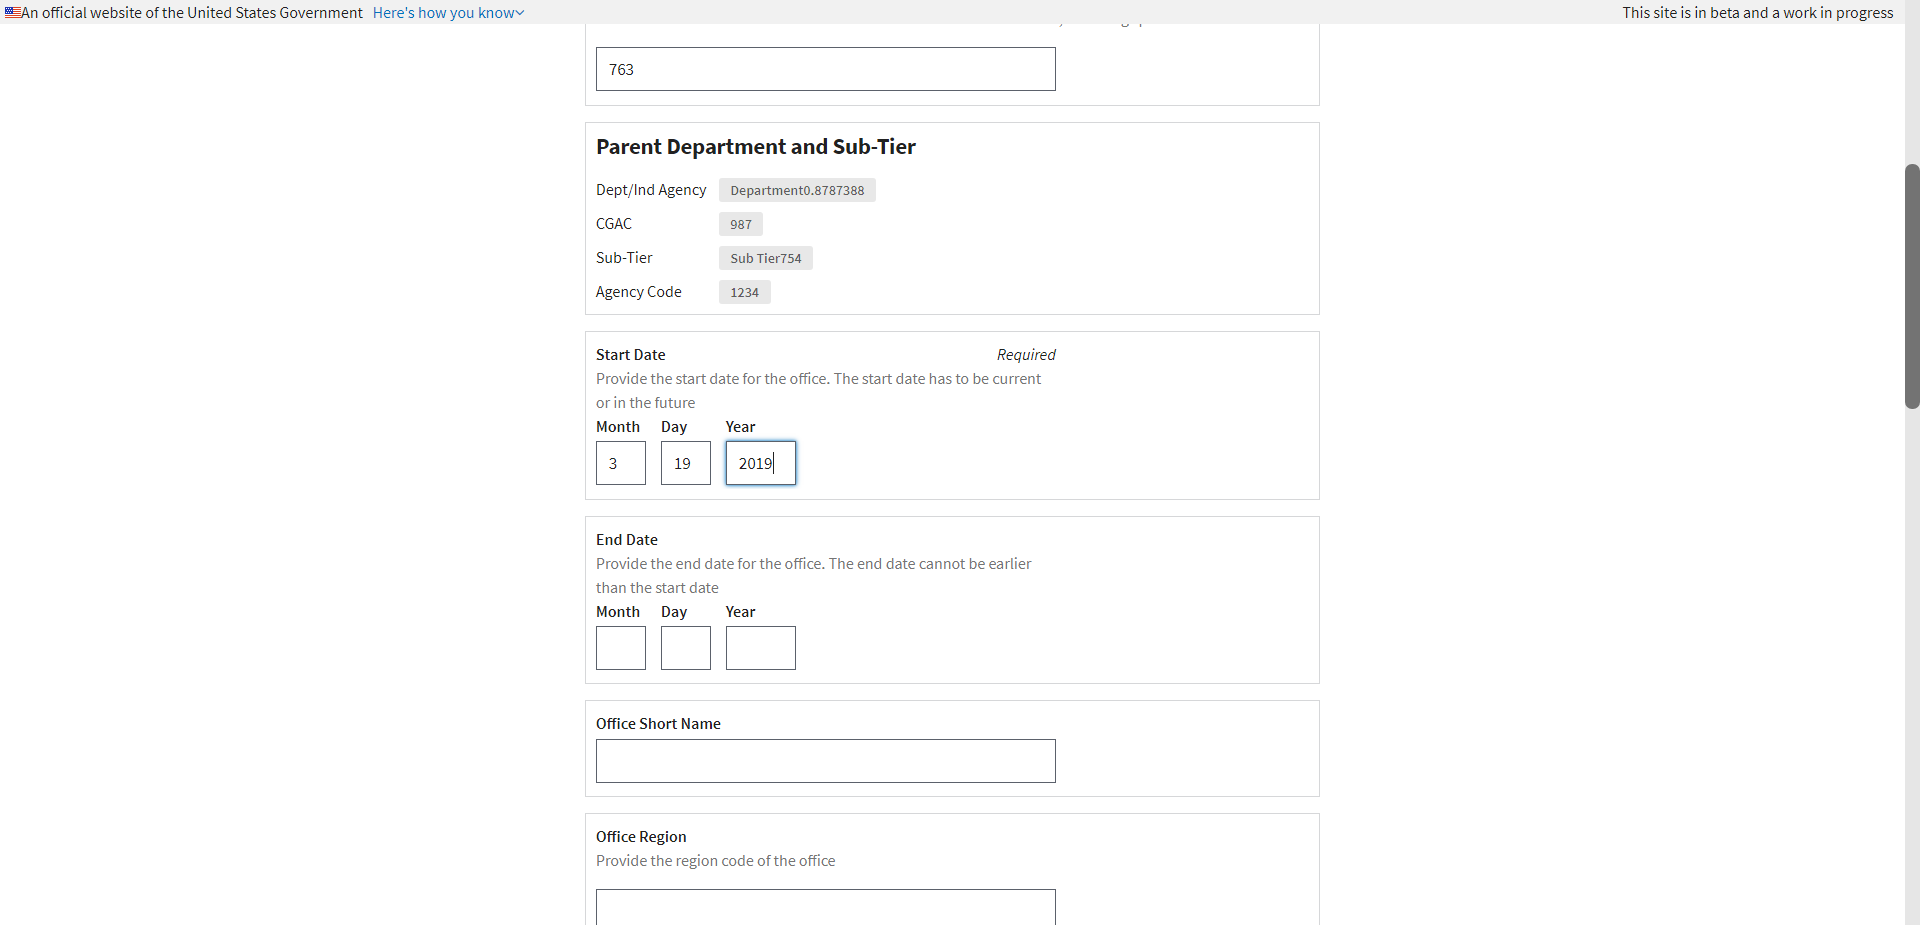 An official website of the United States Government Here's how you know
This site is in beta and a work in progress
763
Parent Department and Sub-Tier
Dept/Ind Agency Department0.8787388
CGAC 987
Sub-Tier Sub Tier754
Agency Code 1234
Start Date Required
Provide the start date for the office. The start date has to be current
or in the future
Month Day Year
3 19 2019
End Date
Provide the end date for the office. The end date cannot be earlier
than the start date
Month Day Year
Office Short Name
Office Region
Provide the region code of the office